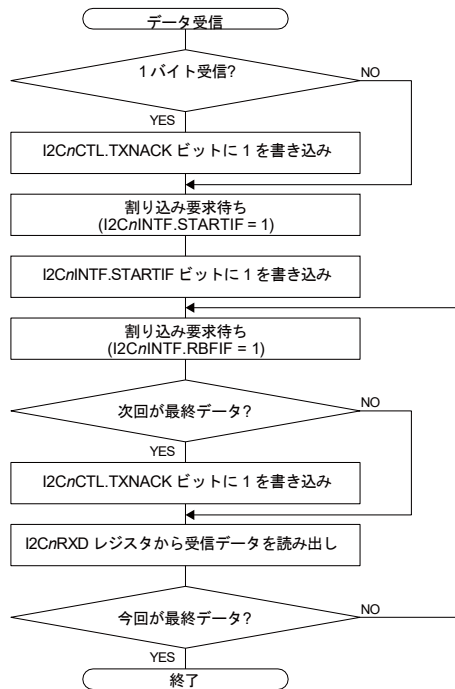 データ受信
1 バイト受信?
NO
YES
I2CnCTL.TXNACK ビットに 1 を書き込み
割り込み要求待ち
(I2CnINTF.STARTIF = 1)
I2CnINTF.STARTIF ビットに 1 を書き込み
割り込み要求待ち
(I2CnINTF.RBFIF = 1)
次回が最終データ?
NO
YES
I2CnCTL.TXNACK ビットに 1 を書き込み
I2CnRXD レジスタから受信データを読み出し
今回が最終データ?
NO
YES
終了